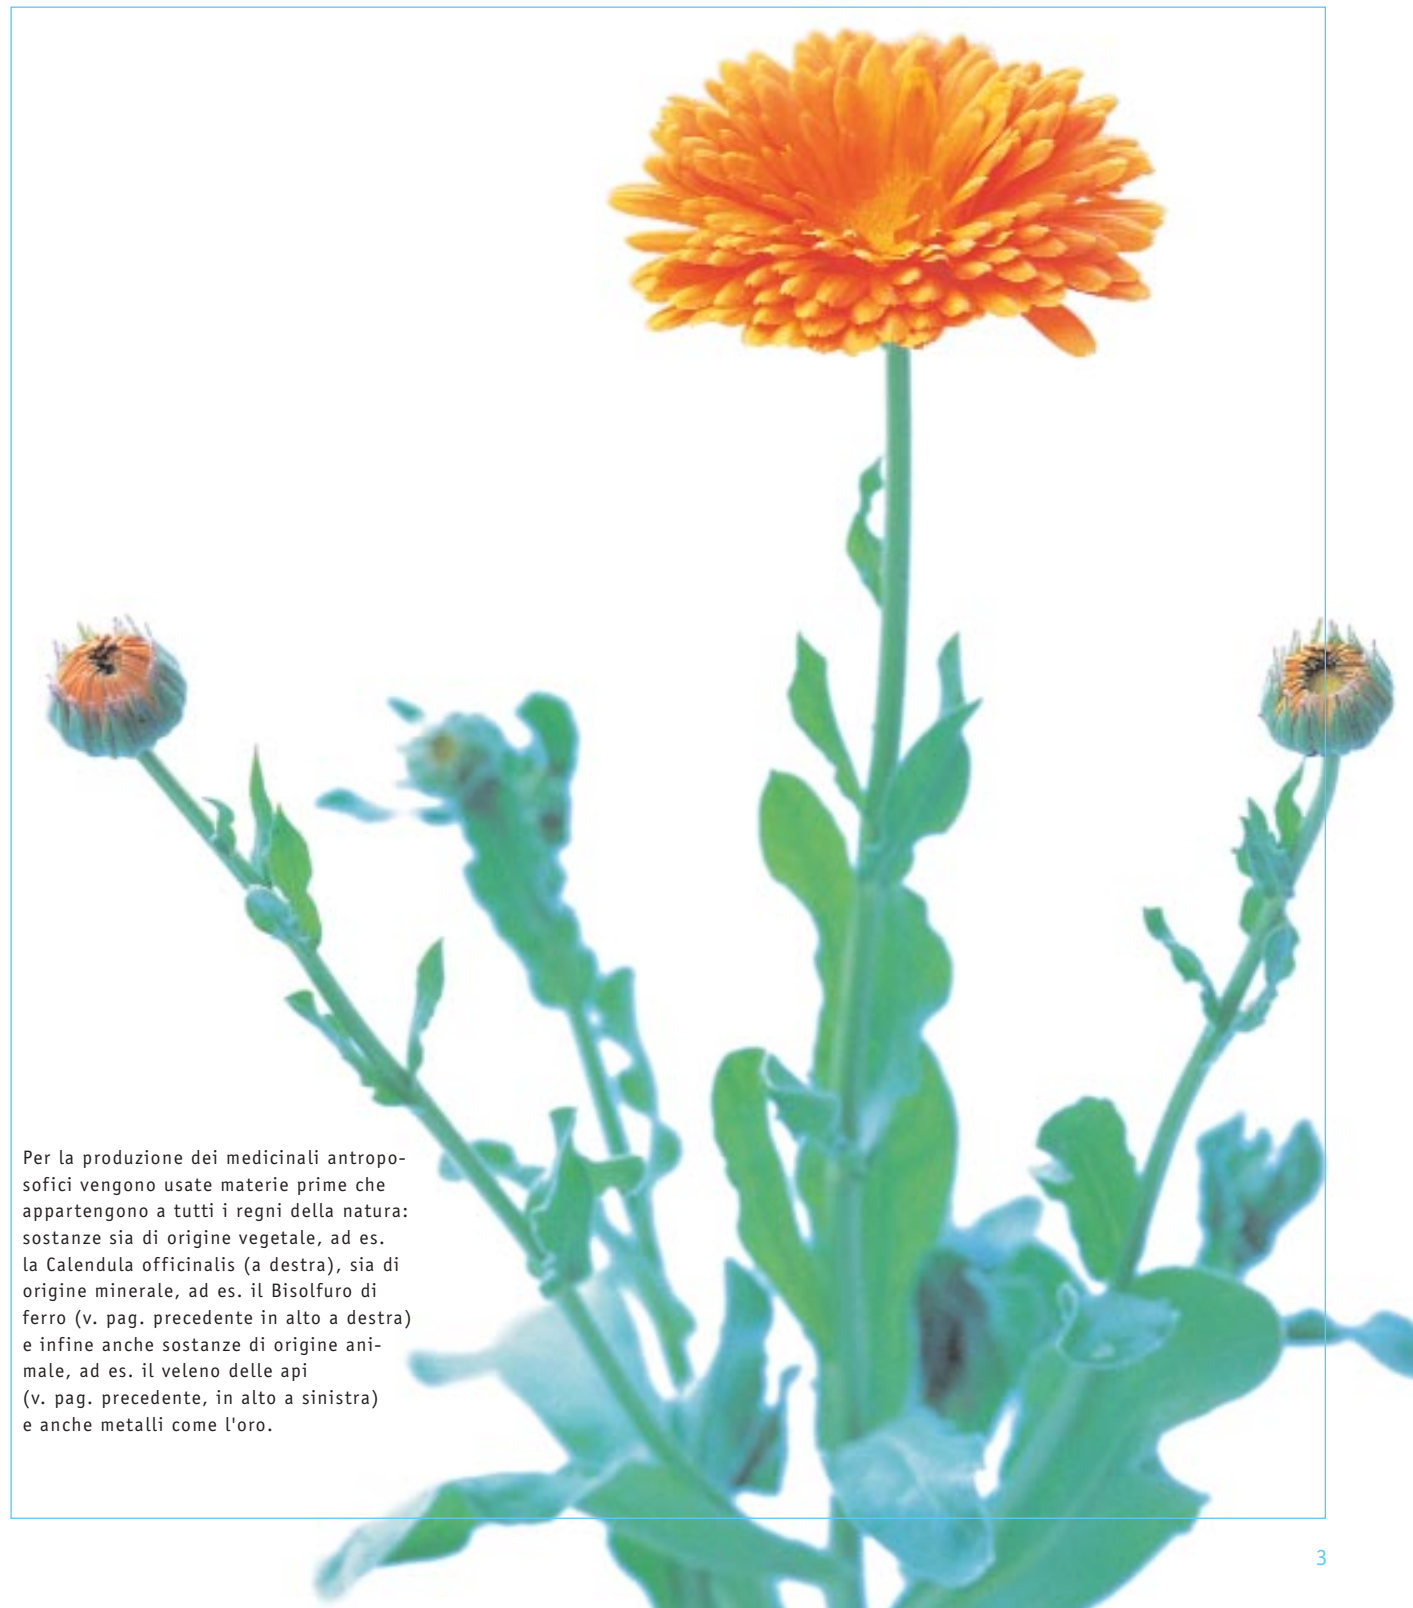 Per la produzione dei medicinali antropo-
sofici vengono usate materie prime che
appartengono a tutti i regni della natura:
sostanze sia di origine vegetale, ad es.
la Calendula officinalis (a destra), sia di
origine minerale, ad es. il Bisolfuro di
ferro (v. pag. precedente in alto a destra)
e infine anche sostanze di origine ani-
male, ad es. il veleno delle api
(v. pag. precedente, in alto a sinistra)
e anche metalli come l'oro.
3